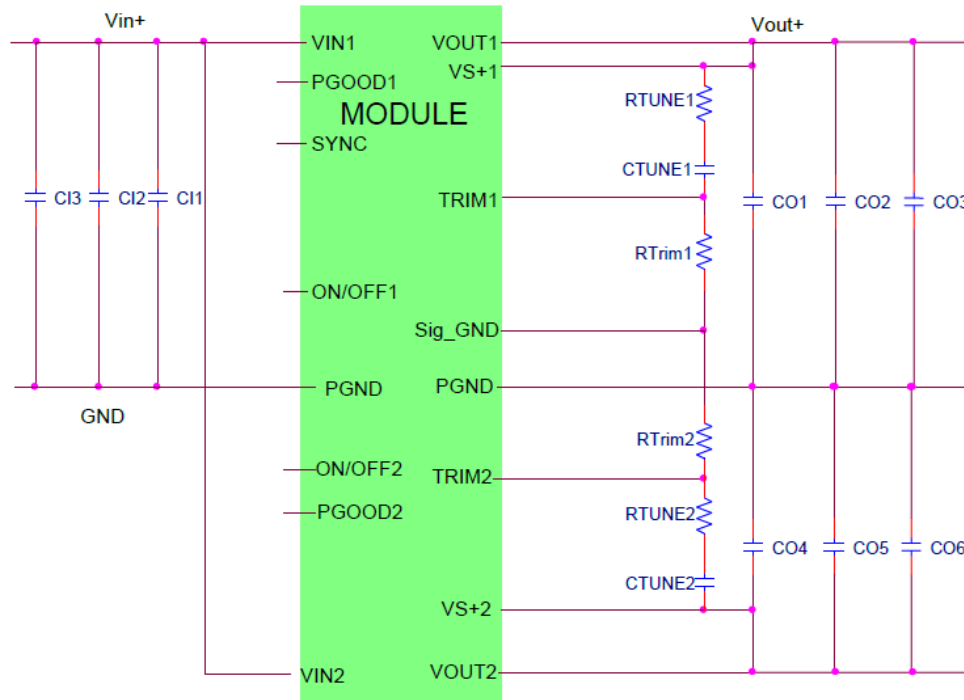 Vin+
Vout+
VIN1
VOUT1
VS+1
PGOOD1
RTUNE1
MODULE
SYNC
CTUNE1
CI3
CI2
CI1
TRIM1
CO1
CO2
CO3
RTrim1
ON/OFF1
Sig_GND
PGND
PGND
GND
RTrim2
ON/OFF2
TRIM2
PGOOD2
RTUNE2
CO4
CO5
CO6
CTUNE2
VS+2
VIN2
VOUT2